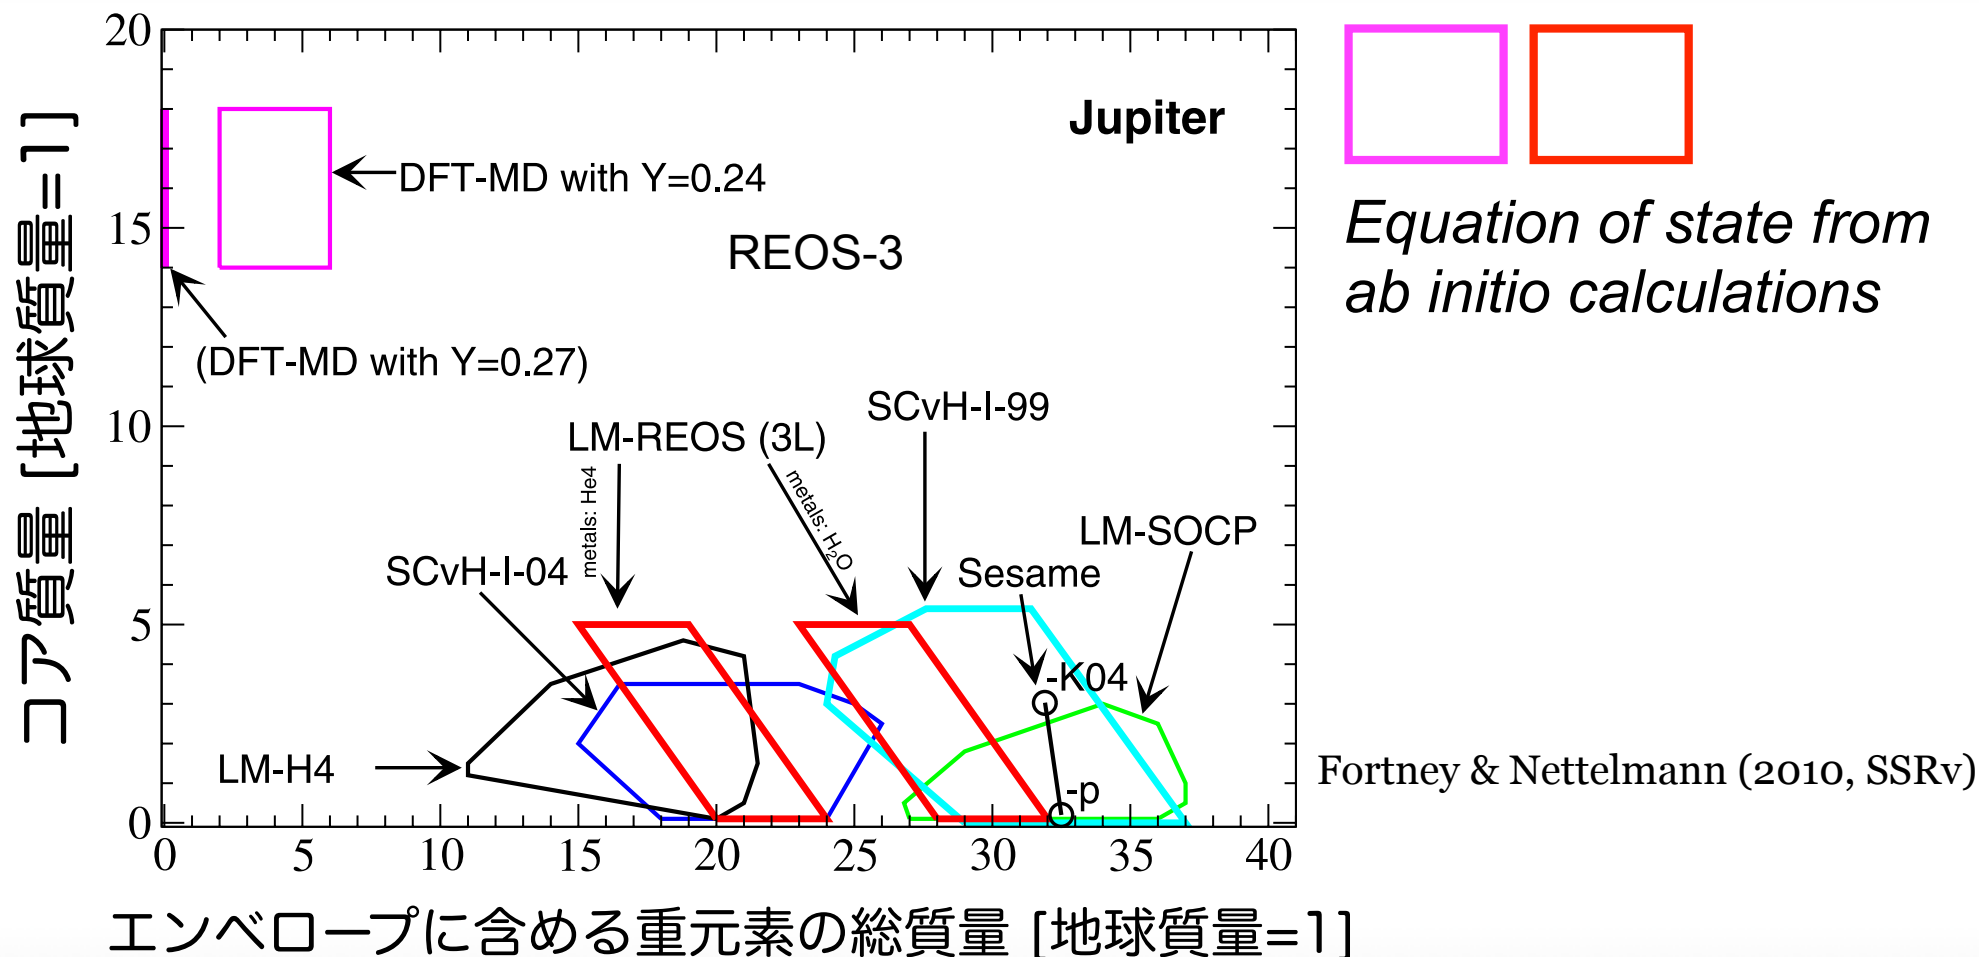 20
15
10
5
0
コア質量 [地球質量=1]
Jupiter
DFT-MD with Y=0.24
REOS-3
(DFT-MD with Y=0.27)
SCvH-I-99
LM-REOS (3L)
metals: He4
metals: H₂O
LM-SOCP
SCvH-I-04
Sesame
-K04
LM-H4
-p
0 5 10 15 20 25 30 35 40
エンベロープに含める重元素の総質量 [地球質量=1]
Equation of state from
ab initio calculations
Fortney & Nettelmann (2010, SSRv)